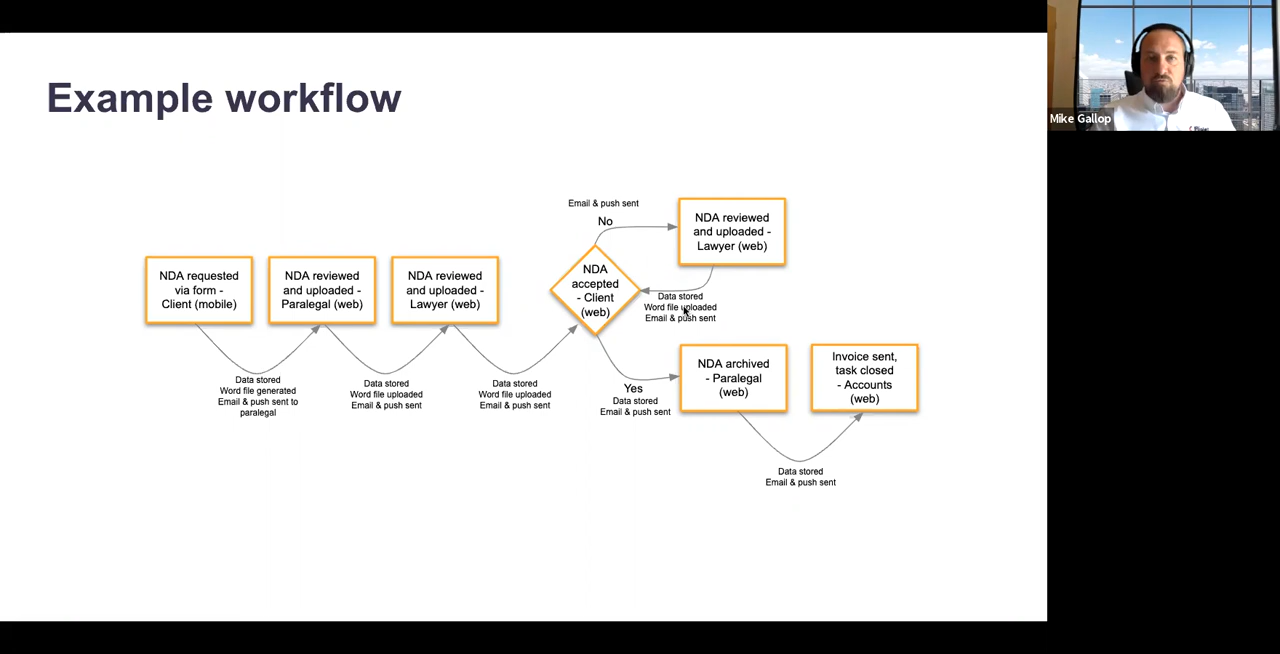 Example workflow
Mike Gallop
Email & push sent
No
NDA reviewed
and uploaded -
Lawyer (web)
NDA requested
via form -
Client (mobile)
NDA reviewed
and uploaded -
Paralegal (web)
NDA reviewed
and uploaded -
Lawyer (web)
NDA
accepted
- Client
(web)
Data stored
Word file uploaded
Email & push sent
Data stored
Word file generated
Email & push sent to
paralegal
Data stored
Word file uploaded
Email & push sent
Data stored
Word file uploaded
Email & push sent
Yes
Data stored
Email & push sent
NDA archived
- Paralegal
(web)
Invoice sent,
task closed
- Accounts
(web)
Data stored
Email & push sent